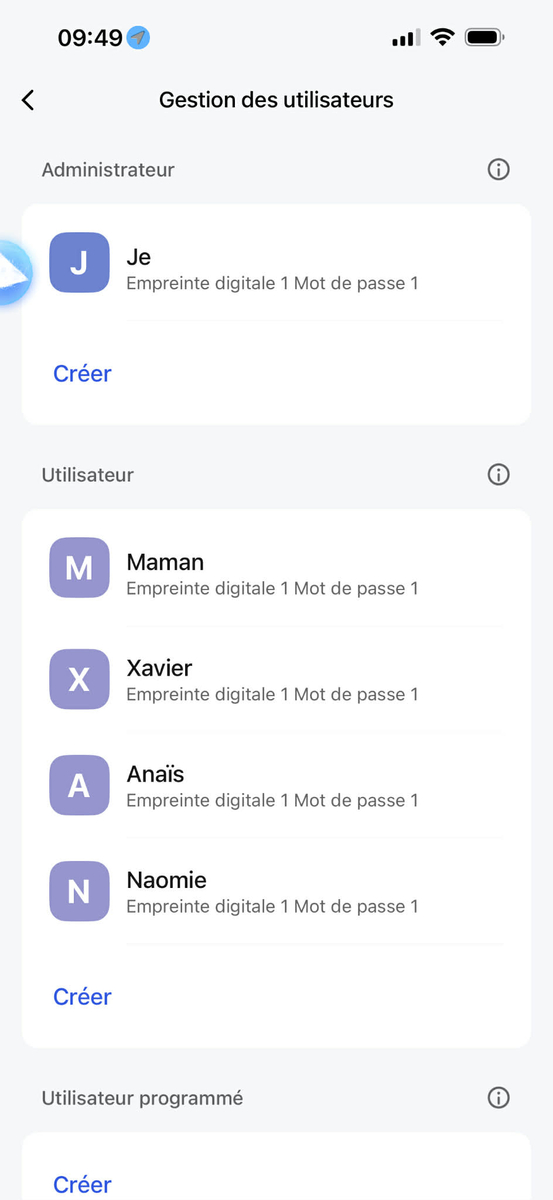 09:49
Gestion des utilisateurs
Administrateur
J
Je
Empreinte digitale 1 Mot de passe 1
Créer
Utilisateur
M
Maman
Empreinte digitale 1 Mot de passe 1
X
Xavier
Empreinte digitale 1 Mot de passe 1
A
Anaïs
Empreinte digitale 1 Mot de passe 1
N
Naomie
Empreinte digitale 1 Mot de passe 1
Créer
Utilisateur programmé
Créer